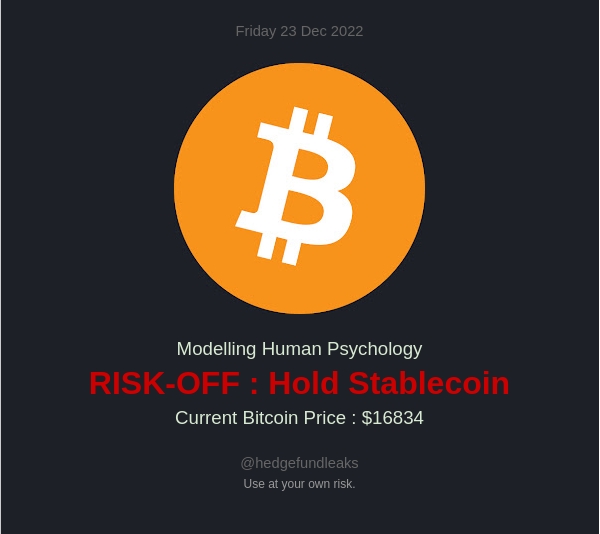 Friday 23 Dec 2022
Modelling Human Psychology
RISK-OFF : Hold Stablecoin
Current Bitcoin Price : $16834
@hedgefundleaks
Use at your own risk.